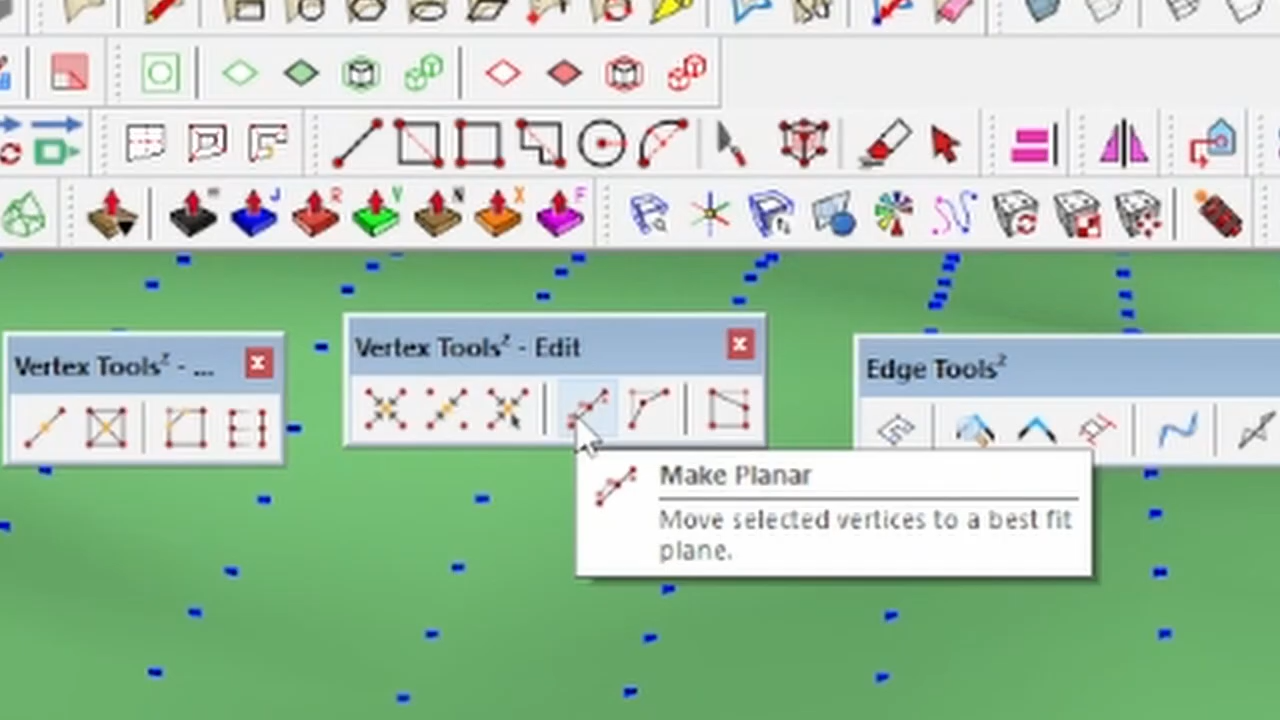 J R V N X F
Vertex Tools² - ...
Vertex Tools² - Edit
Edge Tools²
Make Planar
Move selected vertices to a best fit
plane.